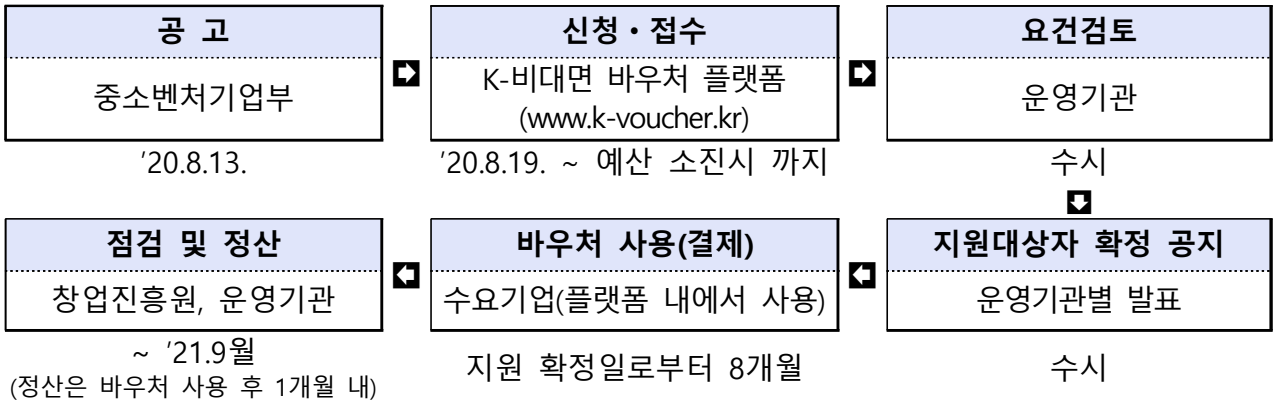 공 고
중소벤처기업부
'20.8.13.
신청・접수
K-비대면 바우처 플랫폼
(www.k-voucher.kr)
'20.8.19. ~ 예산 소진시 까지
요건검토
운영기관
수시
지원대상자 확정 공지
운영기관별 발표
수시
바우처 사용(결제)
수요기업(플랫폼 내에서 사용)
지원 확정일로부터 8개월
점검 및 정산
창업진흥원, 운영기관
~ '21.9월
(정산은 바우처 사용 후 1개월 내)